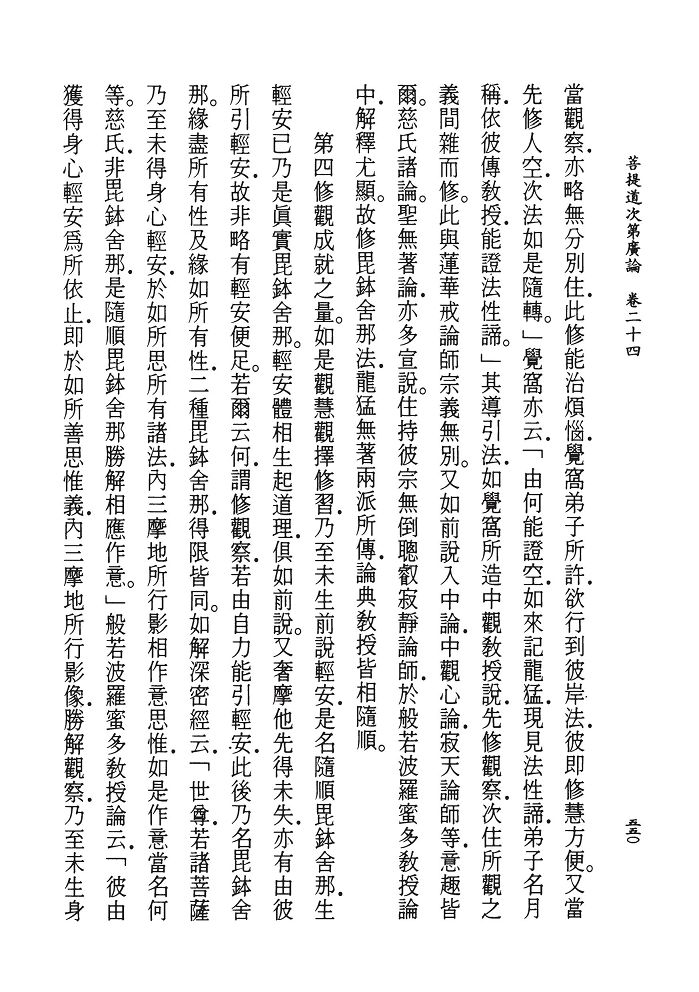 菩提道次第廣論　卷二十四
五五〇
當觀察．亦略無分別住．此修能治煩惱．覺窩弟子所許．欲行到彼岸法．彼即修慧方便。又當
先修人空．次法如是隨轉。」覺窩亦云．「由何能證空．如來記龍猛．現見法性諦．弟子名月
稱．依彼傳教授．能證法性諦。」其導引法．如覺窩所造中觀教授說．先修觀察．次住所觀之
義間雜而修。此與蓮華戒論師宗義無別。又如前說入中論．中觀心論．寂天論師等．意趣皆
爾。慈氏諸論。聖無著論．亦多宣說。住持彼宗無倒聰叡寂靜論師．於般若波羅蜜多教授論
中．解釋尤顯。故修毘鉢舍那法．龍猛無著兩派所傳．論典教授皆相隨順。
第四修觀成就之量。如是觀慧觀擇修習．乃至未生前說輕安．是名隨順毘鉢舍那．生
輕安已乃是眞實毘鉢舍那。輕安體相生起道理．俱如前說。又奢摩他先得未失．亦有由彼
所引輕安．故非略有輕安便足。若爾云何．謂修觀察．若由自力能引輕安．此後乃名毘鉢舍
那。緣盡所有性及緣如所有性．二種毘鉢舍那．得限皆同。如解深密經云．「世尊．若諸菩薩
乃至未得身心輕安．於如所思所有諸法．內三摩地所行影相作意思惟．如是作意當名何
等。慈氏．非毘鉢舍那．是隨順毘鉢舍那勝解相應作意。」般若波羅蜜多教授論云．「彼由
獲得身心輕安爲所依止．即於如所善思惟義．內三摩地所行影像．勝解觀察．乃至未生身